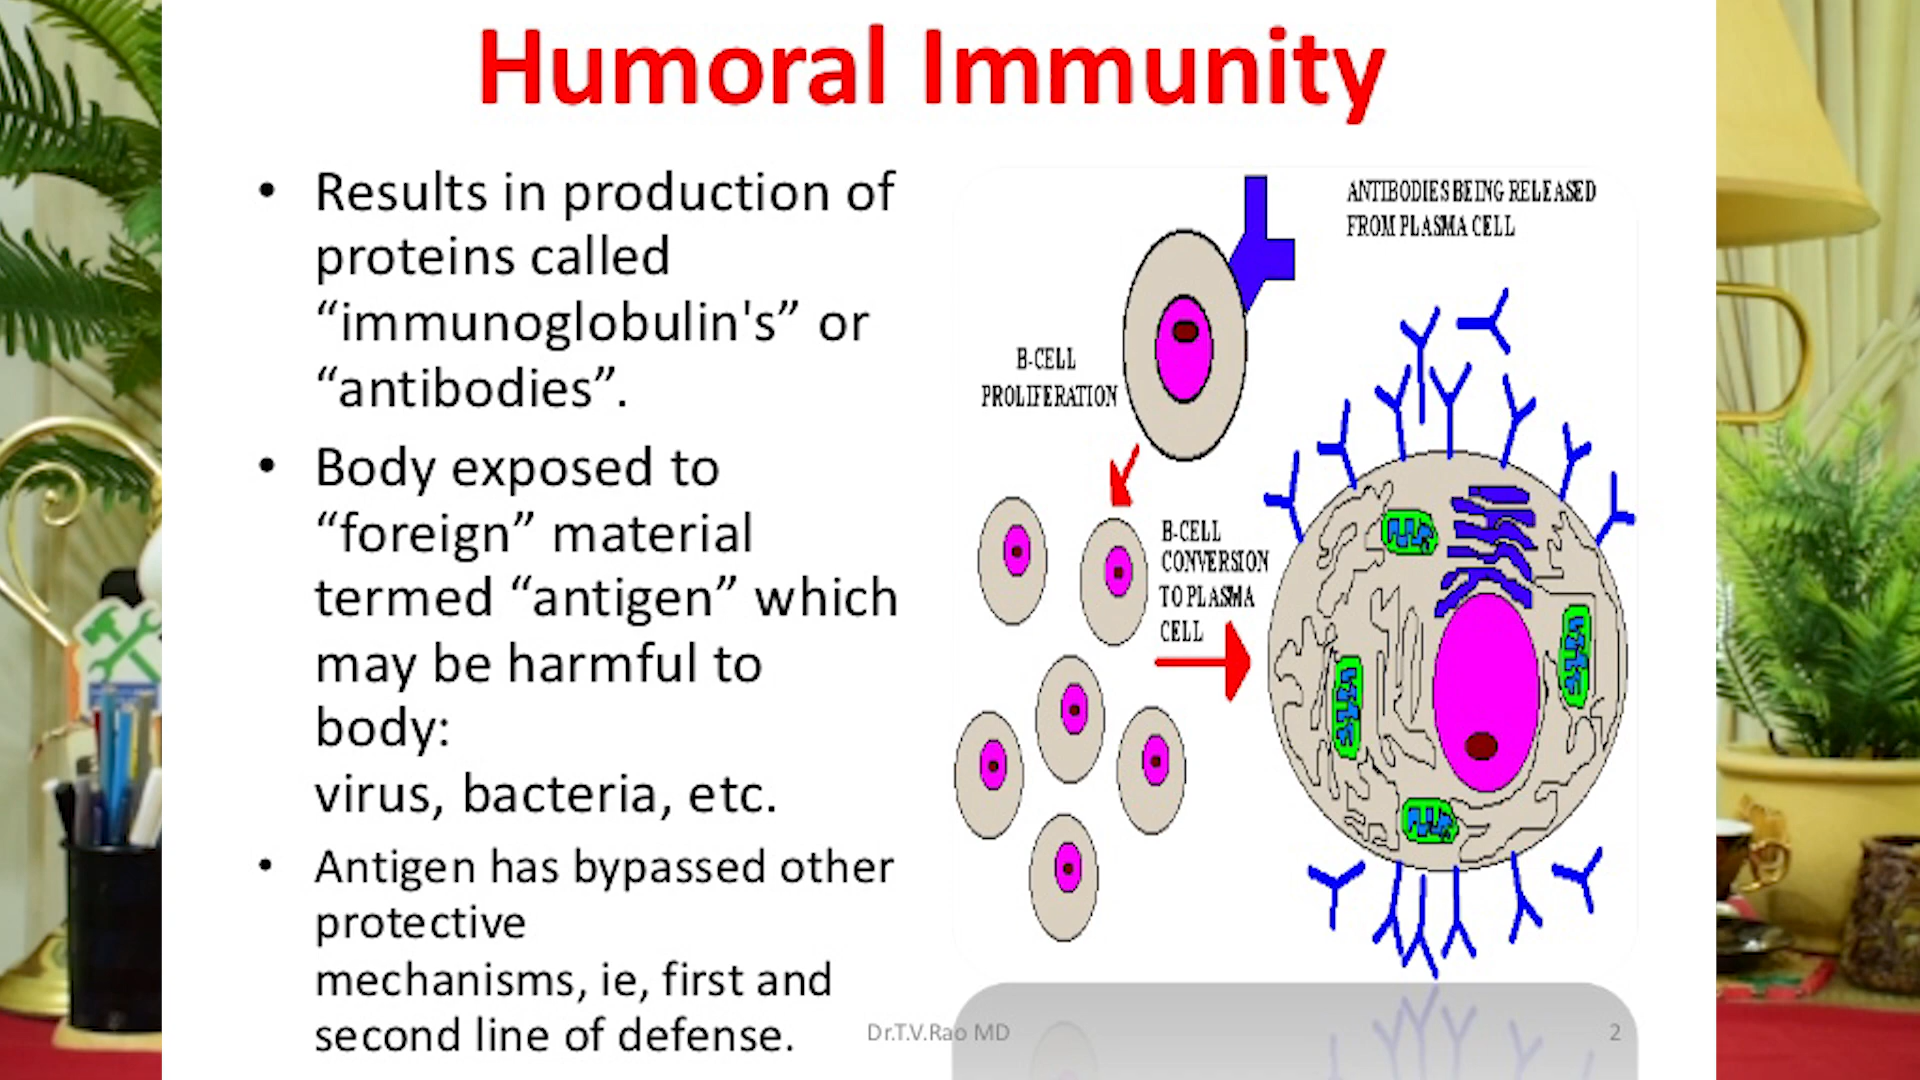 Humoral Immunity
• Results in production of
proteins called
“immunoglobulin's” or
“antibodies”.
• Body exposed to
“foreign” material
termed “antigen” which
may be harmful to
body:
virus, bacteria, etc.
• Antigen has bypassed other
protective
mechanisms, ie, first and
second line of defense.
ANTIBODIES BEING RELEASED
FROM PLASMA CELL
B-CELL
PROLIFERATION
B-CELL
CONVERSION
TO PLASMA
CELL
Dr.T.V.Rao MD
2